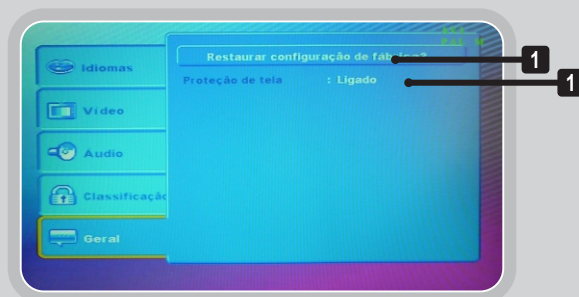 Restaurar configuração de fábrica?
Proteção de tela : Ligado
Idiomas
Vídeo
Áudio
Classificação
Geral
1
1